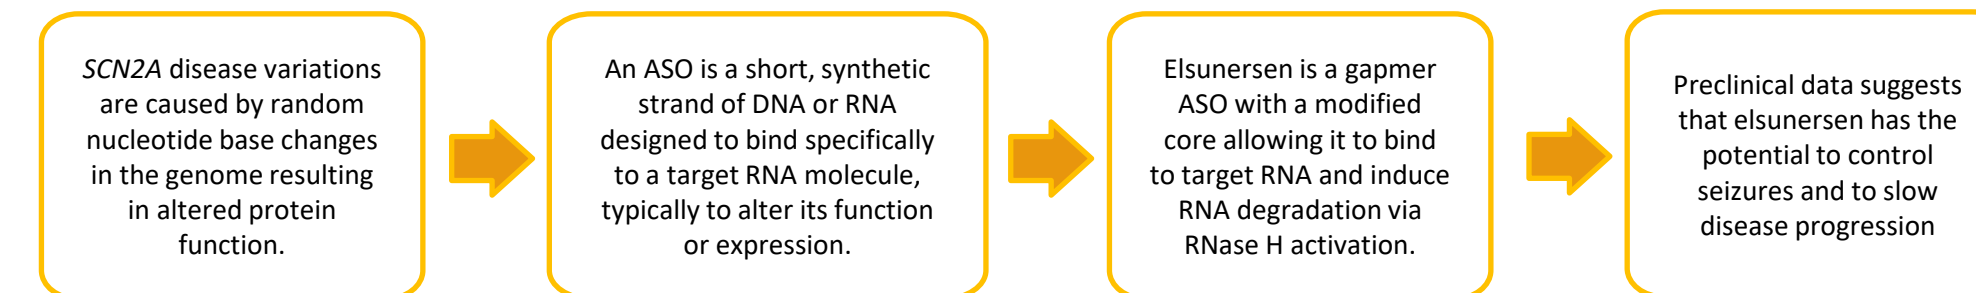 SCN2A disease variations
are caused by random
nucleotide base changes
in the genome resulting
in altered protein
function.
An ASO is a short, synthetic
strand of DNA or RNA
designed to bind specifically
to a target RNA molecule,
typically to alter its function
or expression.
Elsunersen is a gapmer
ASO with a modified
core allowing it to bind
to target RNA and induce
RNA degradation via
RNase H activation.
Preclinical data suggests
that elsunersen has the
potential to control
seizures and to slow
disease progression